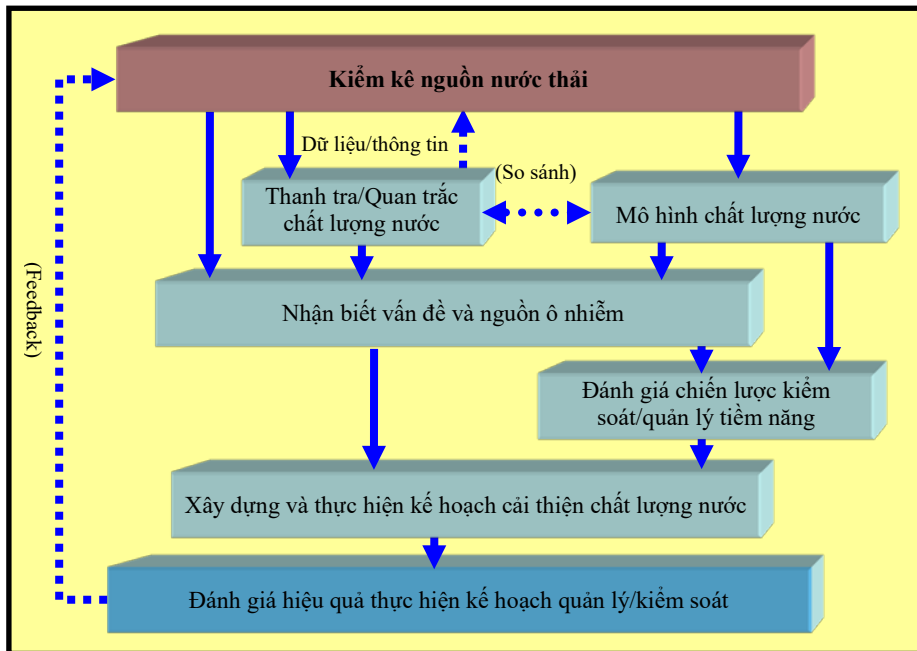 Kiểm kê nguồn nước thải
Dữ liệu/thông tin
(So sánh)
Thanh tra/Quan trắc
chất lượng nước
Mô hình chất lượng nước
(Feedback)
Nhận biết vấn đề và nguồn ô nhiễm
Đánh giá chiến lược kiểm
soát/quản lý tiềm năng
Xây dựng và thực hiện kế hoạch cải thiện chất lượng nước
Đánh giá hiệu quả thực hiện kế hoạch quản lý/kiểm soát